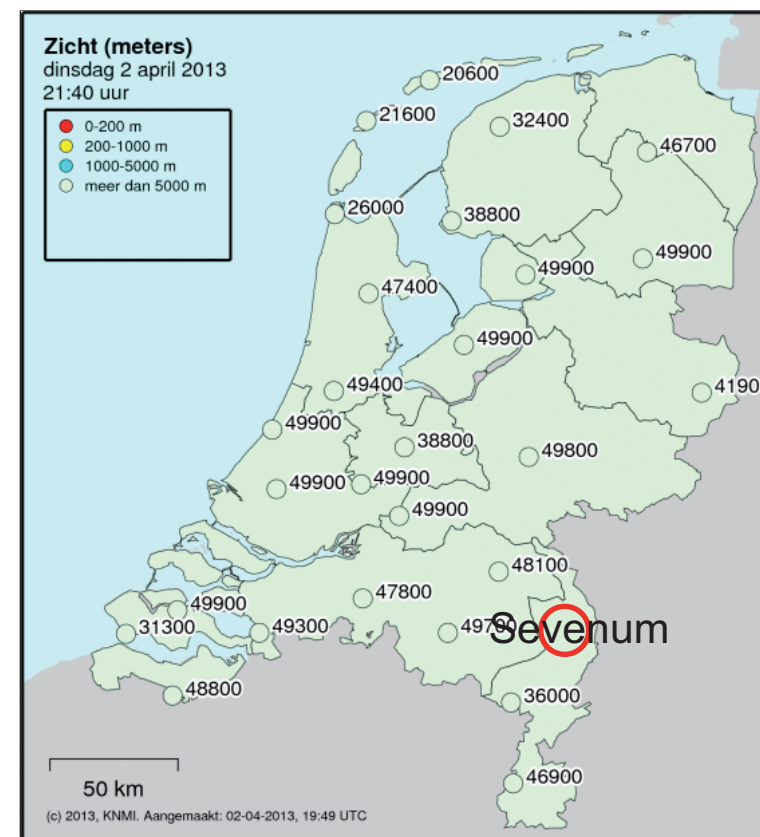 Zicht (meters)
dinsdag 2 april 2013
21:40 uur
0-200 m
200-1000 m
1000-5000 m
meer dan 5000 m
20600
21600
32400
46700
26000
38800
49900
49900
47400
49900
49400
4190
49900
38800
49800
49900
49900
49900
48100
47800
49900
31300
49300
Sevenum
48800
36000
46900
50 km
(c) 2013, KNMI. Aangemaakt: 02-04-2013, 19:49 UTC